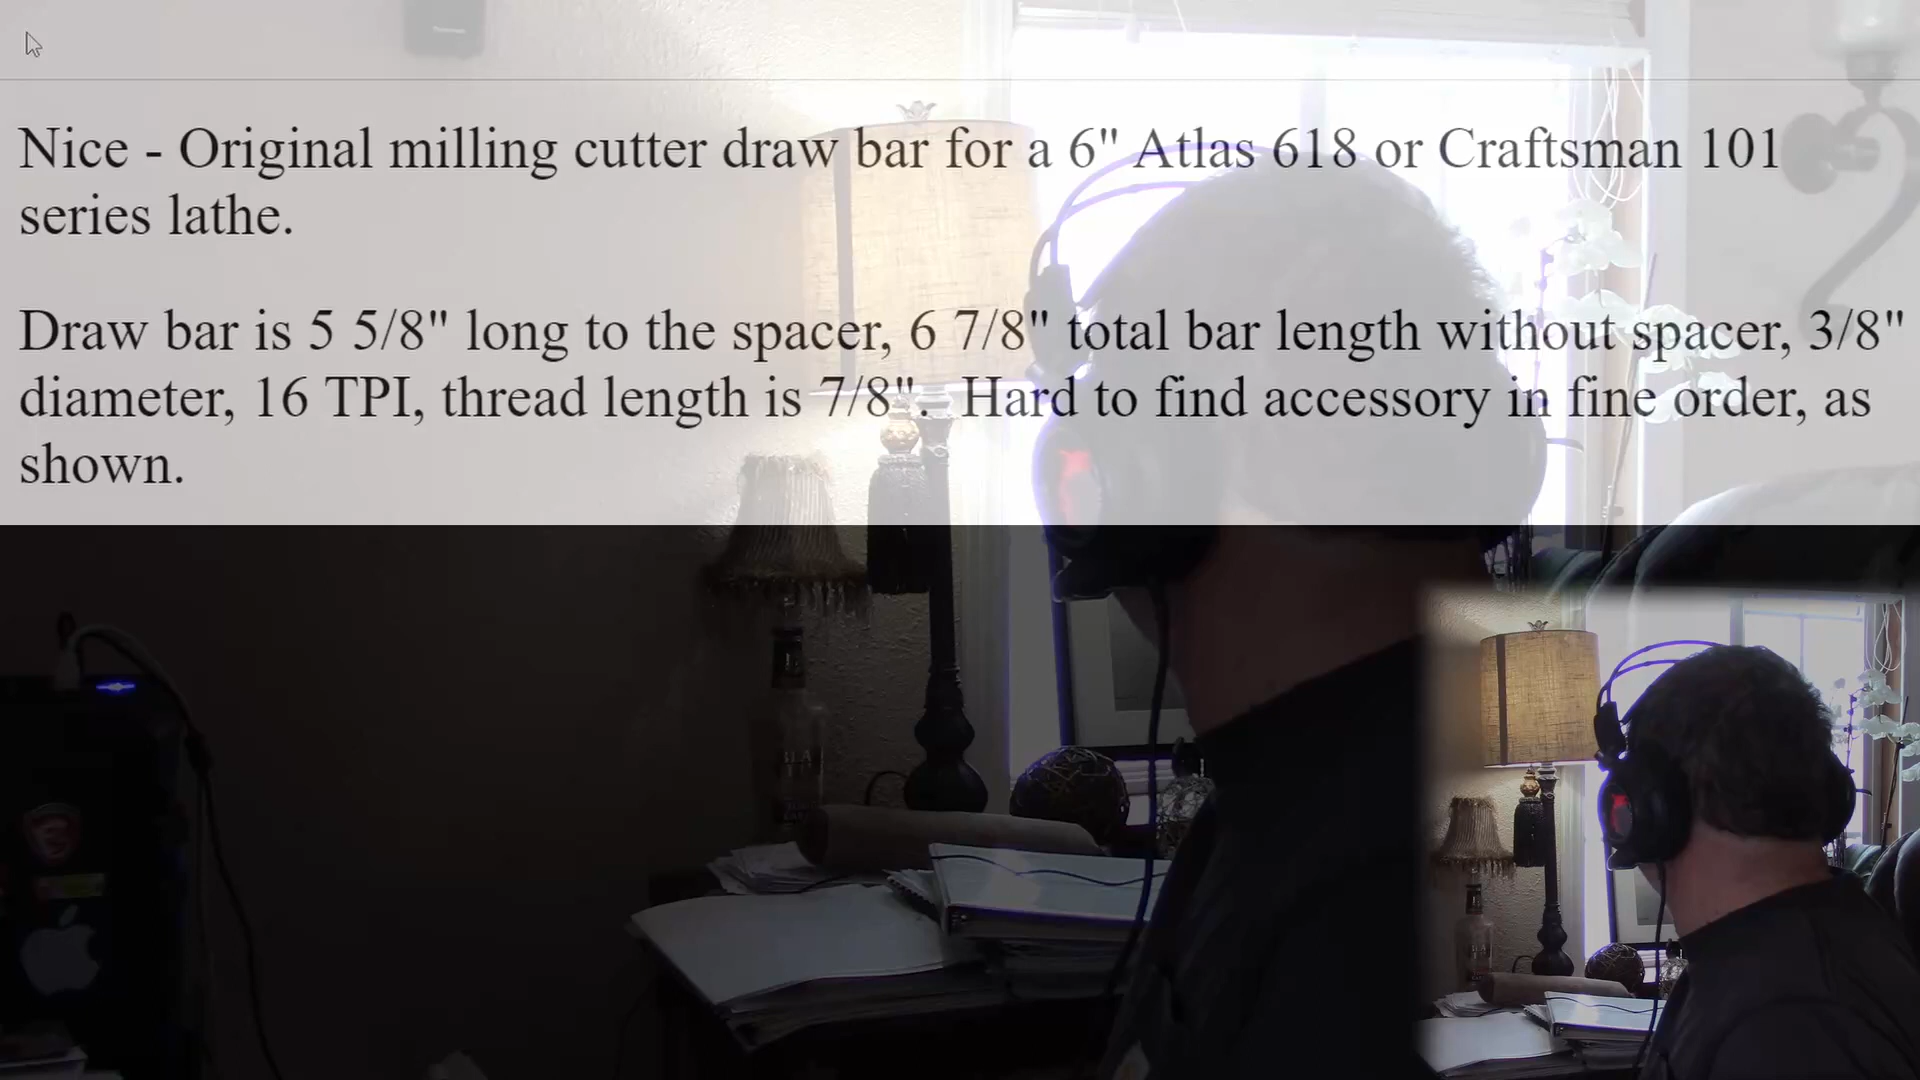 Nice - Original milling cutter draw bar for a 6" Atlas 618 or Craftsman 101
series lathe.
Draw bar is 5 5/8" long to the spacer, 6 7/8" total bar length without spacer, 3/8"
diameter, 16 TPI, thread length is 7/8".  Hard to find accessory in fine order, as
shown.